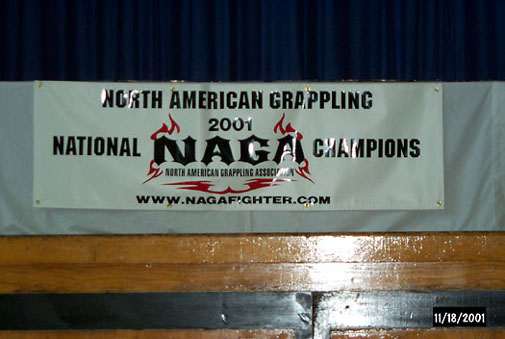 NORTH AMERICAN GRAPPLING
2001
NATIONAL NAGA CHAMPIONS
NORTH AMERICAN GRAPPLING ASSOCIATION
WWW.NAGAFIGHTER.COM
11/18/2001